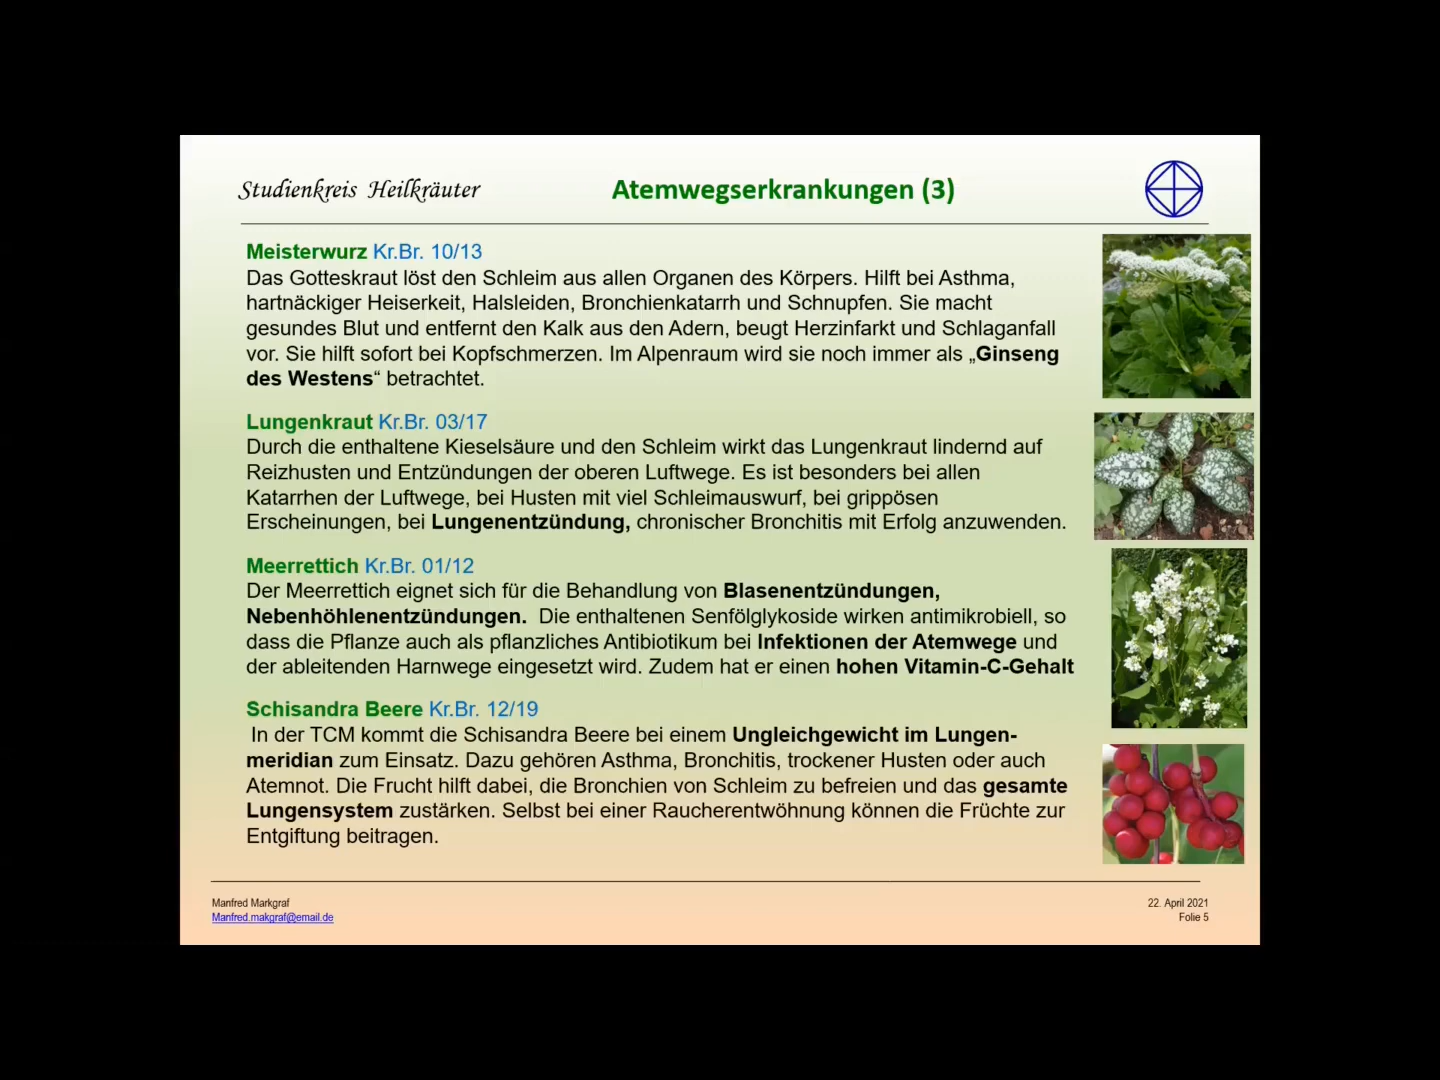 Studienkreis Heilkräuter
Atemwegserkrankungen (3)
Meisterwurz Kr.Br. 10/13
Das Gotteskraut löst den Schleim aus allen Organen des Körpers. Hilft bei Asthma,
hartnäckiger Heiserkeit, Halsleiden, Bronchienkatarrh und Schnupfen. Sie macht
gesundes Blut und entfernt den Kalk aus den Adern, beugt Herzinfarkt und Schlaganfall
vor. Sie hilft sofort bei Kopfschmerzen. Im Alpenraum wird sie noch immer als „Ginseng
des Westens“ betrachtet.
Lungenkraut Kr.Br. 03/17
Durch die enthaltene Kieselsäure und den Schleim wirkt das Lungenkraut lindernd auf
Reizhusten und Entzündungen der oberen Luftwege. Es ist besonders bei allen
Katarrhen der Luftwege, bei Husten mit viel Schleimauswurf, bei grippösen
Erscheinungen, bei Lungenentzündung, chronischer Bronchitis mit Erfolg anzuwenden.
Meerrettich Kr.Br. 01/12
Der Meerrettich eignet sich für die Behandlung von Blasenentzündungen,
Nebenhöhlenentzündungen. Die enthaltenen Senfölglykoside wirken antimikrobiell, so
dass die Pflanze auch als pflanzliches Antibiotikum bei Infektionen der Atemwege und
der ableitenden Harnwege eingesetzt wird. Zudem hat er einen hohen Vitamin-C-Gehalt
Schisandra Beere Kr.Br. 12/19
In der TCM kommt die Schisandra Beere bei einem Ungleichgewicht im Lungen-
meridian zum Einsatz. Dazu gehören Asthma, Bronchitis, trockener Husten oder auch
Atemnot. Die Frucht hilft dabei, die Bronchien von Schleim zu befreien und das gesamte
Lungensystem zustärken. Selbst bei einer Raucherentwöhnung können die Früchte zur
Entgiftung beitragen.
Manfred Markgraf
Manfred.makgraf@email.de
22. April 2021
Folie 5